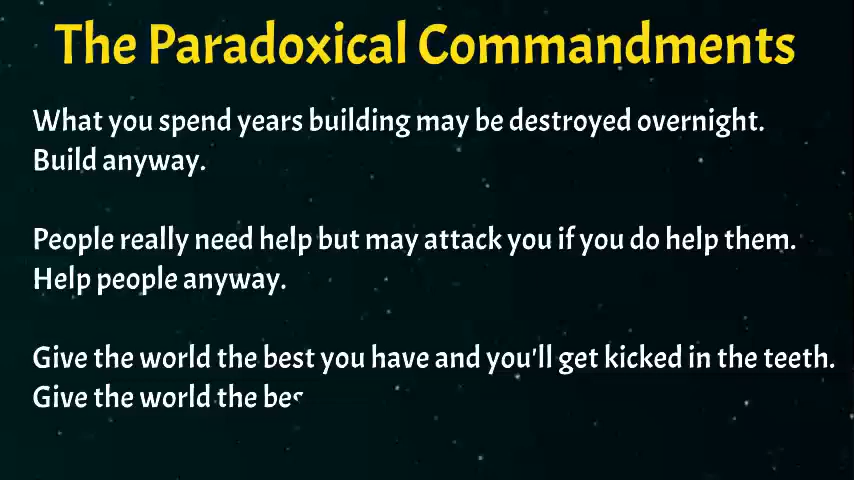 The Paradoxical Commandments
What you spend years building may be destroyed overnight.
Build anyway.
People really need help but may attack you if you do help them.
Help people anyway.
Give the world the best you have and you'll get kicked in the teeth.
Give the world the